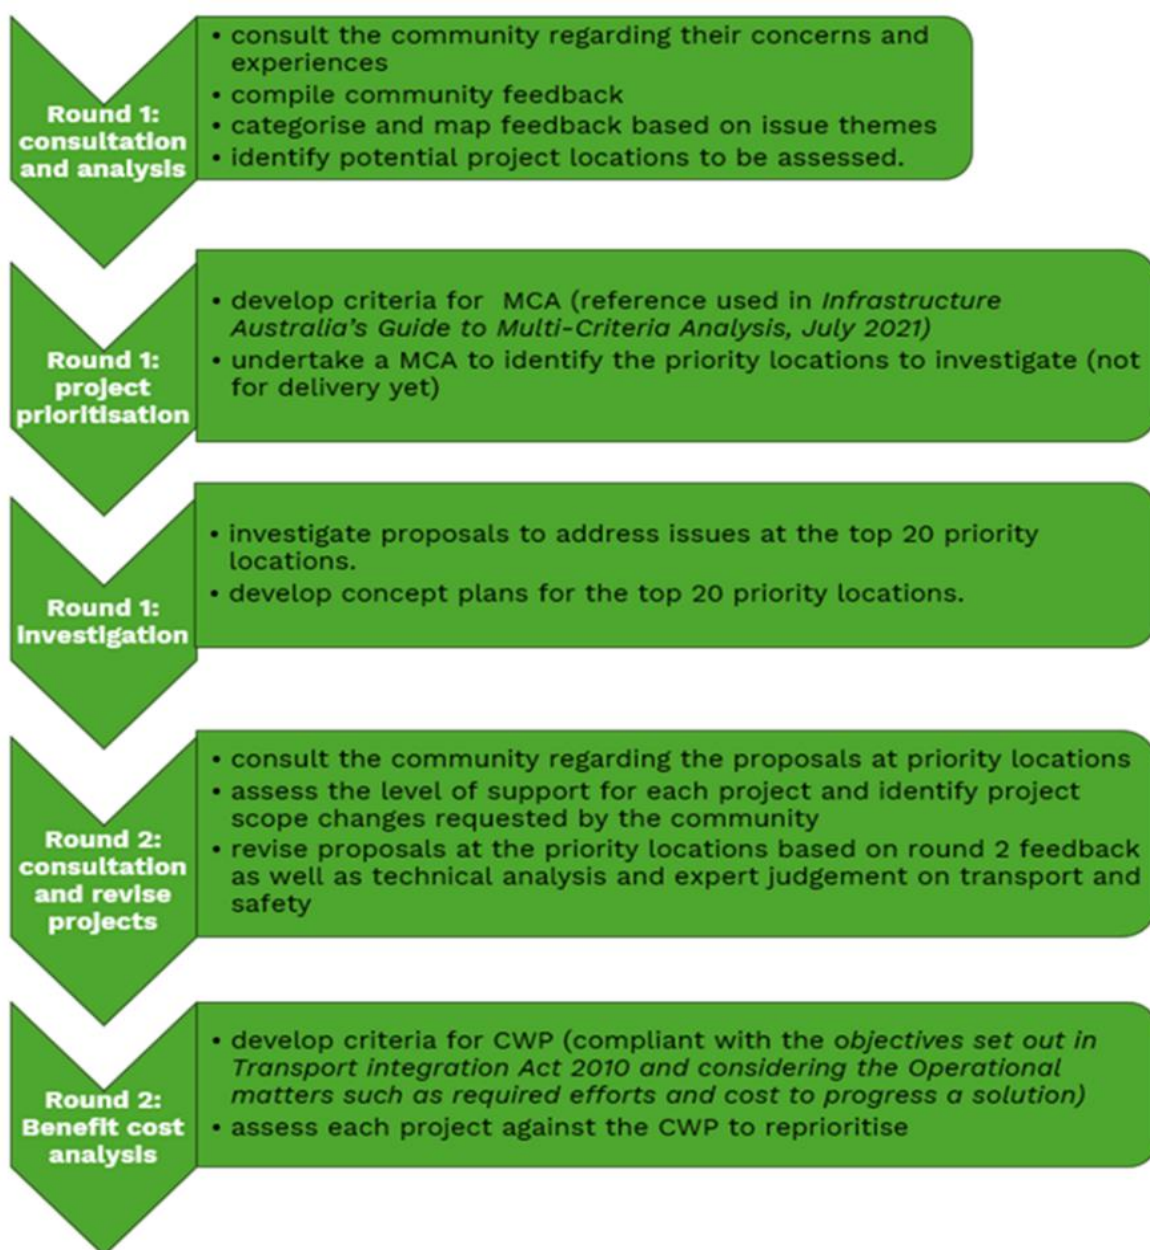 Round 1:
consultation
and analysis
• consult the community regarding their concerns and
experiences
• compile community feedback
• categorise and map feedback based on issue themes
• identify potential project locations to be assessed.
Round 1:
project
prioritisation
• develop criteria for  MCA (reference used in Infrastructure
Australia's Guide to Multi-Criteria Analysis, July 2021)
• undertake a MCA to identify the priority locations to investigate (not
for delivery yet)
Round 1:
investigation
• investigate proposals to address issues at the top 20 priority
locations.
• develop concept plans for the top 20 priority locations.
Round 2:
consultation
and revise
projects
• consult the community regarding the proposals at priority locations
• assess the level of support for each project and identify project
scope changes requested by the community
• revise proposals at the priority locations based on round 2 feedback
as well as technical analysis and expert judgement on transport and
safety
Round 2:
Benefit cost
analysis
• develop criteria for CWP (compliant with the objectives set out in
Transport integration Act 2010 and considering the Operational
matters such as required efforts and cost to progress a solution)
• assess each project against the CWP to reprioritise